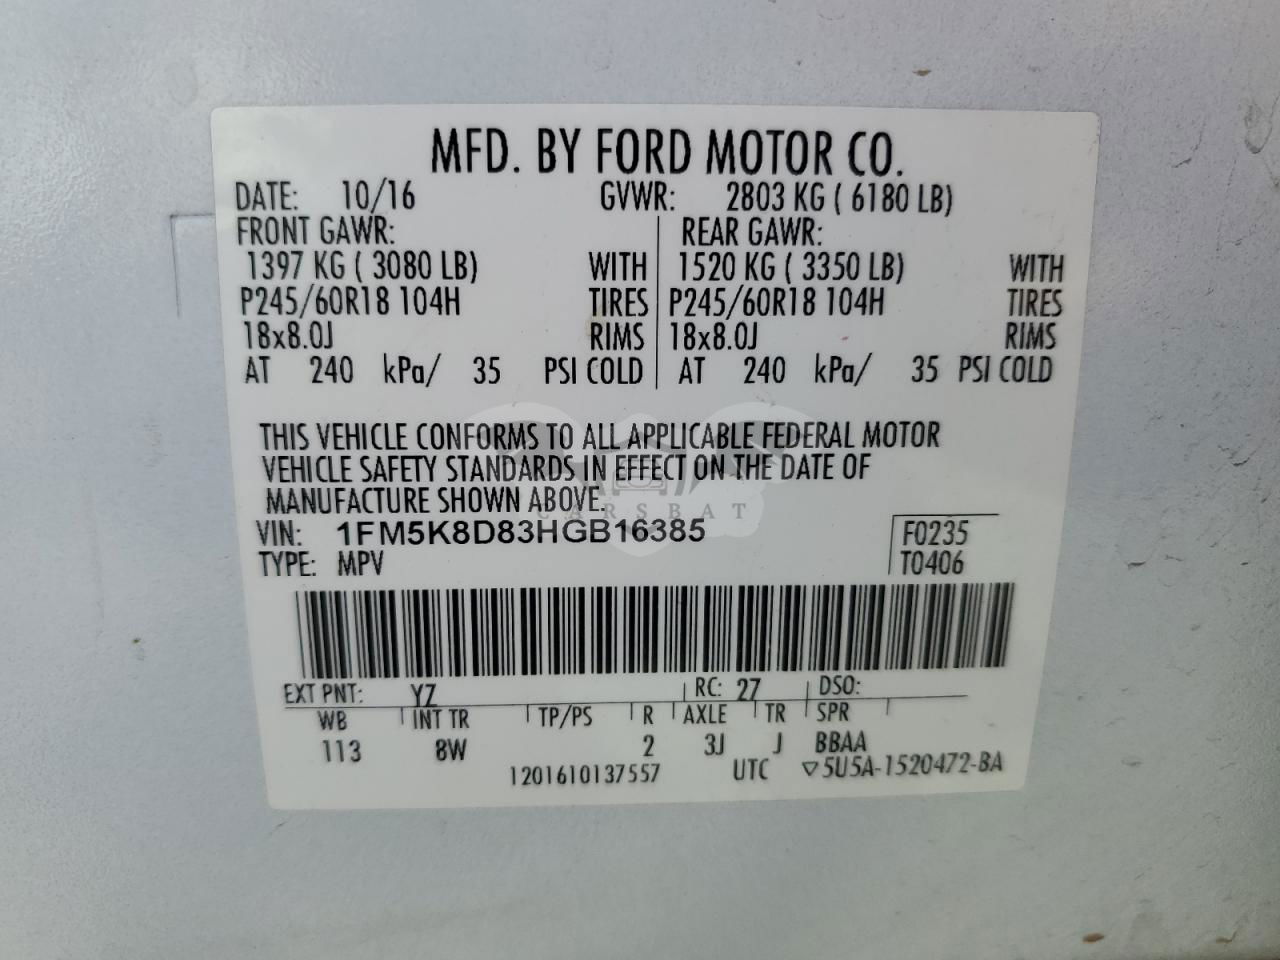 MFD. BY FORD MOTOR CO.
DATE: 10/16 GVWR: 2803 KG ( 6180 LB)
FRONT GAWR: REAR GAWR:
1397 KG ( 3080 LB) WITH 1520 KG ( 3350 LB) WITH
P245/60R18 104H TIRES P245/60R18 104H TIRES
18x8.0J RIMS 18x8.0J RIMS
AT 240 kPa/ 35 PSI COLD AT 240 kPa/ 35 PSI COLD
THIS VEHICLE CONFORMS TO ALL APPLICABLE FEDERAL MOTOR
VEHICLE SAFETY STANDARDS IN EFFECT ON THE DATE OF
MANUFACTURE SHOWN ABOVE.
CARSBAT
VIN: 1FM5K8D83HGB16385 F0235
TYPE: MPV T0406
EXT PNT: YZ RC: 27 DSO:
WB INT TR TP/PS R AXLE TR SPR
113 8W 2 3J J BBAA
1201610137557 UTC ▽5U5A-1520472-BA